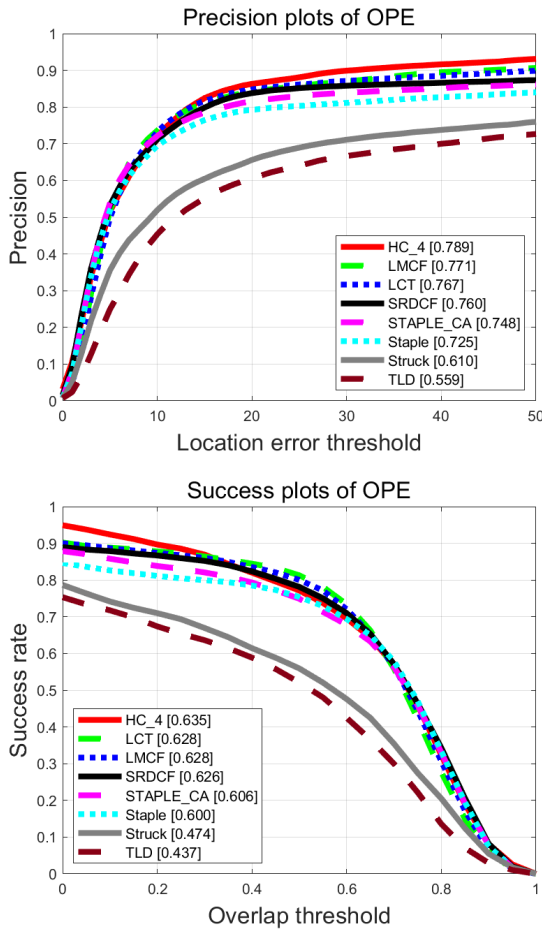 Precision plots of OPE
1
0.9
0.8
0.7
0.6
0.5
0.4
0.3
0.2
0.1
0
Precision
HC_4 [0.789]
LMCF [0.771]
LCT [0.767]
SRDCF [0.760]
STAPLE_CA [0.748]
Staple [0.725]
Struck [0.610]
TLD [0.559]
0 10 20 30 40 50
Location error threshold
Success plots of OPE
1
0.9
0.8
0.7
0.6
0.5
0.4
0.3
0.2
0.1
0
Success rate
HC_4 [0.635]
LCT [0.628]
LMCF [0.628]
SRDCF [0.626]
STAPLE_CA [0.606]
Staple [0.600]
Struck [0.474]
TLD [0.437]
0 0.2 0.4 0.6 0.8 1
Overlap threshold